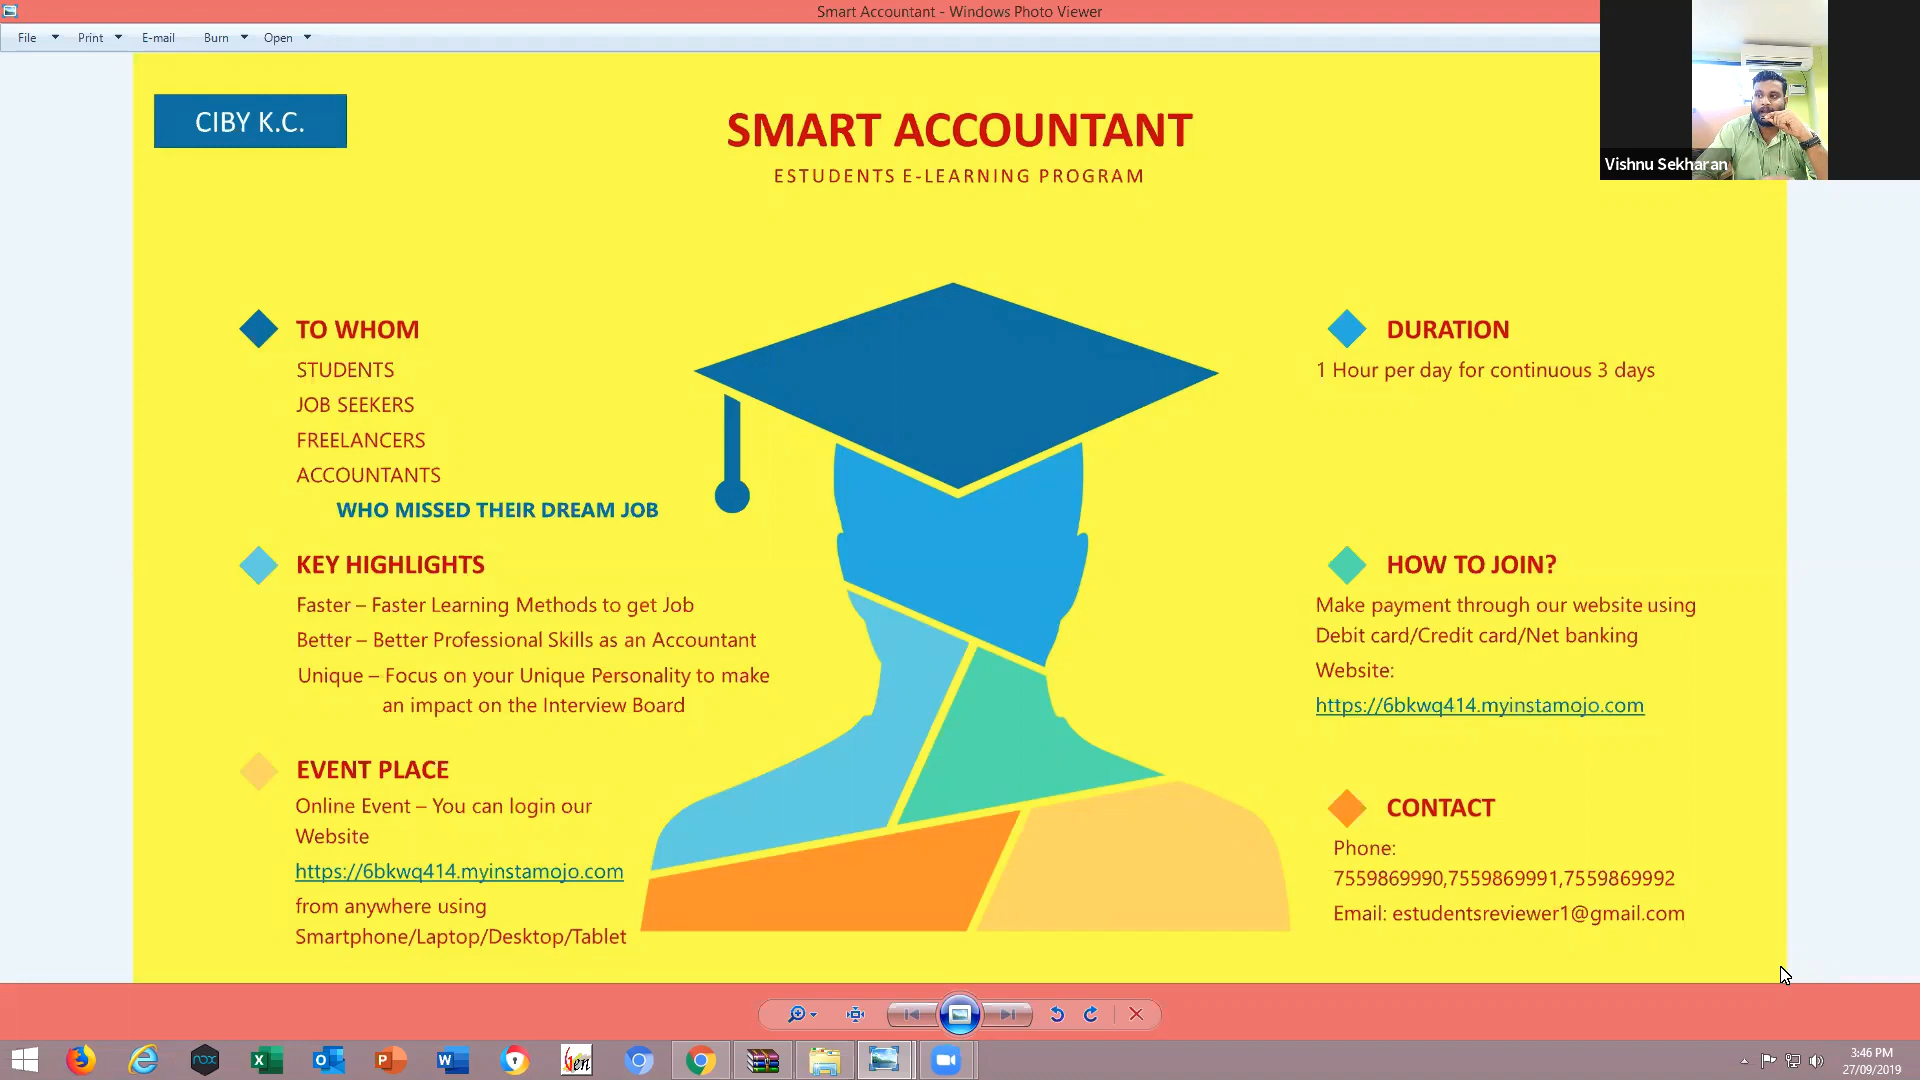 Smart Accountant - Windows Photo Viewer
File Print E-mail Burn Open
Vishnu Sekharan
CIBY K.C.
SMART ACCOUNTANT
ESTUDENTS E-LEARNING PROGRAM
TO WHOM
STUDENTS
JOB SEEKERS
FREELANCERS
ACCOUNTANTS
WHO MISSED THEIR DREAM JOB
KEY HIGHLIGHTS
Faster – Faster Learning Methods to get Job
Better – Better Professional Skills as an Accountant
Unique – Focus on your Unique Personality to make
an impact on the Interview Board
EVENT PLACE
Online Event – You can login our
Website
https://6bkwq414.myinstamojo.com
from anywhere using
Smartphone/Laptop/Desktop/Tablet
DURATION
1 Hour per day for continuous 3 days
HOW TO JOIN?
Make payment through our website using
Debit card/Credit card/Net banking
Website:
https://6bkwq414.myinstamojo.com
CONTACT
Phone:
7559869990,7559869991,7559869992
Email: estudentsreviewer1@gmail.com
nox
Gen
3:46 PM
27/09/2019